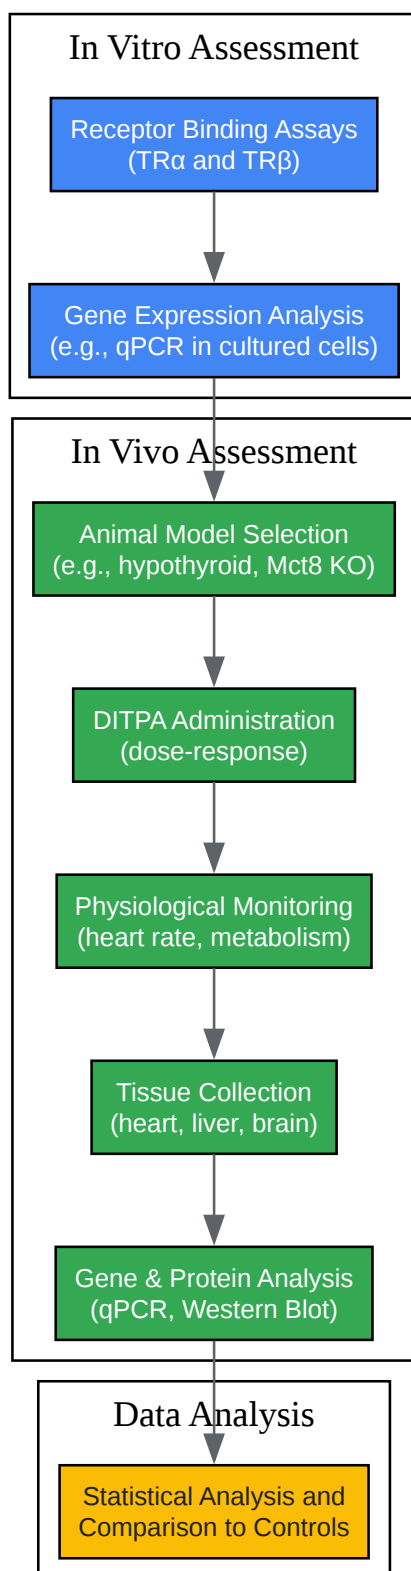 In Vitro Assessment
Receptor Binding Assays
(TRα and TRβ)
Gene Expression Analysis
(e.g., qPCR in cultured cells)
In Vivo Assessment
Animal Model Selection
(e.g., hypothyroid, Mct8 KO)
DITPA Administration
(dose-response)
Physiological Monitoring
(heart rate, metabolism)
Tissue Collection
(heart, liver, brain)
Gene & Protein Analysis
(qPCR, Western Blot)
Data Analysis
Statistical Analysis and
Comparison to Controls